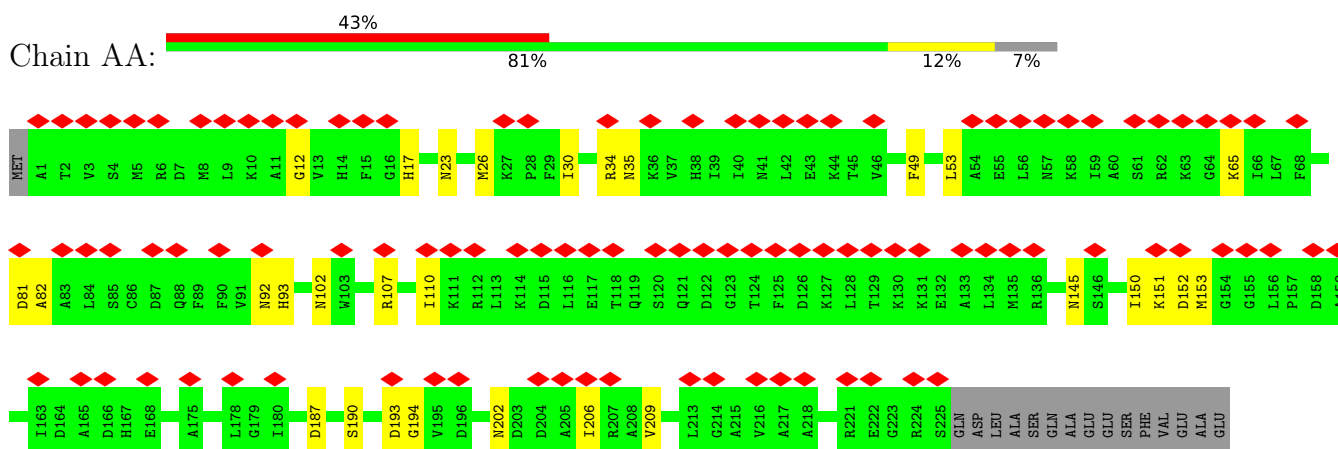 43%
Chain AA:
81% 12% 7%
MET A1 T2 V3 S4 M5 R6 D7 M8 L9 K10 A11 G12 V13 H14 F15 G16 H17 N23 M26 K27 P28 F29 I30 R34 N35 K36 V37 H38 I39 I40 N41 L42 E43 K44 T45 V46 F49 L53 A54 E55 L56 N57 K58 I59 A60 S61 R62 K63 G64 K65 I66 L67 F68
D81 A82 A83 L84 S85 C86 D87 Q88 F89 F90 V91 N92 H93 N102 W103 R107 I110 K111 R112 L113 K114 D115 L116 E117 T118 Q119 S120 Q121 D122 G123 T124 F125 D126 K127 L128 T129 K130 K131 E132 A133 L134 M135 R136 N145 S146 I150 K151 D152 M153 G154 G155 L156 P157 D158
I163 D164 A165 D166 H167 E168 A175 L178 G179 I180 D187 S190 D193 G194 V195 D196 N202 D203 D204 A205 I206 R207 A208 V209 L213 G214 A215 V216 A217 A218 R221 E222 G223 R224 S225 GLN ASP LEU ALA SER GLN ALA GLU GLU SER PHE VAL GLU ALA GLU